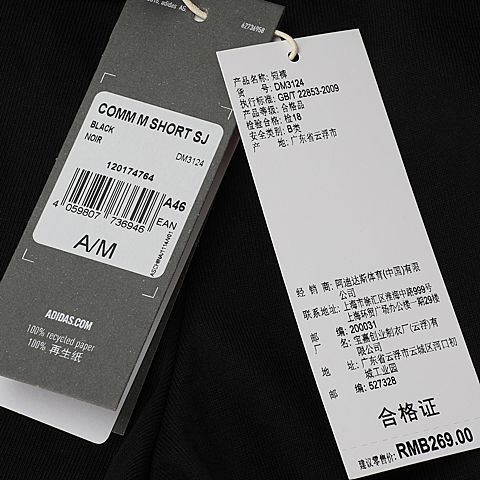 2015, adidas AG.
62736950
COMM M SHORT SJ
BLACK
NOIR
DM3124
120174764
A46
4 059807 736946
EAN
A/M
ADIDAS.COM
100% recycled paper
100% 再生纸
产品名称: 短裤
货 号: DM3124
执行标准: GB/T 22853-2009
产品等级: 合格品
检验合格: 检18
安全类别: B类
产 地: 广东省云浮市
经 销 商: 阿迪达斯体育(中国)有限
公司
联系地址: 上海市徐汇区淮海中路999号
上海环贸广场办公楼一期29楼
邮 编: 200031
厂 名: 宝嘉创业制衣厂(云浮)有
限公司
地 址: 广东省云浮市云城区河口初
城工业园
邮 编: 527328
合格证
建议零售价: RMB269.00